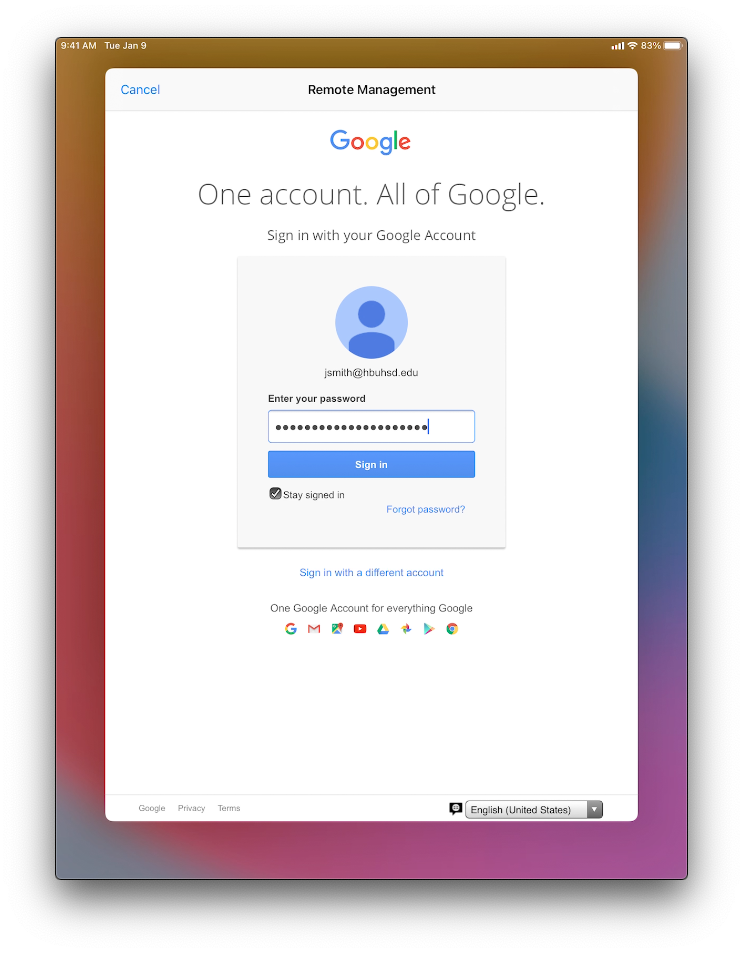 9:41 AM Tue Jan 9 83%
Cancel Remote Management
Google
One account. All of Google.
Sign in with your Google Account
jsmith@hbuhsd.edu
Enter your password
•••••••••••••••••••••
Sign in
Stay signed in
Forgot password?
Sign in with a different account
One Google Account for everything Google
Google Privacy Terms English (United States)